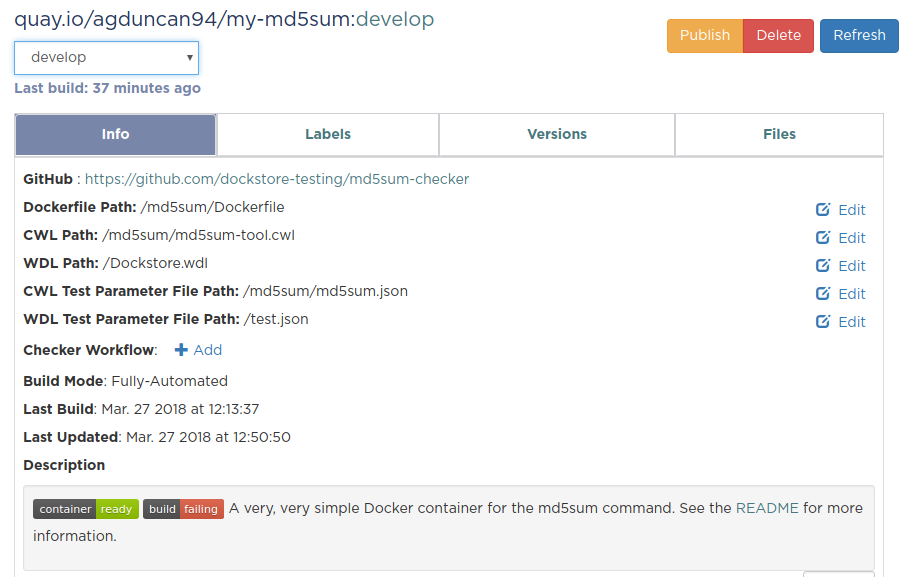 quay.io/agduncan94/my-md5sum:develop
Publish Delete Refresh
develop
Last build: 37 minutes ago
Info Labels Versions Files
GitHub : https://github.com/dockstore-testing/md5sum-checker
Dockerfile Path: /md5sum/Dockerfile Edit
CWL Path: /md5sum/md5sum-tool.cwl Edit
WDL Path: /Dockstore.wdl Edit
CWL Test Parameter File Path: /md5sum/md5sum.json Edit
WDL Test Parameter File Path: /test.json Edit
Checker Workflow: Add
Build Mode: Fully-Automated
Last Build: Mar. 27 2018 at 12:13:37
Last Updated: Mar. 27 2018 at 12:50:50
Description
container ready build failing A very, very simple Docker container for the md5sum command. See the README for more
information.